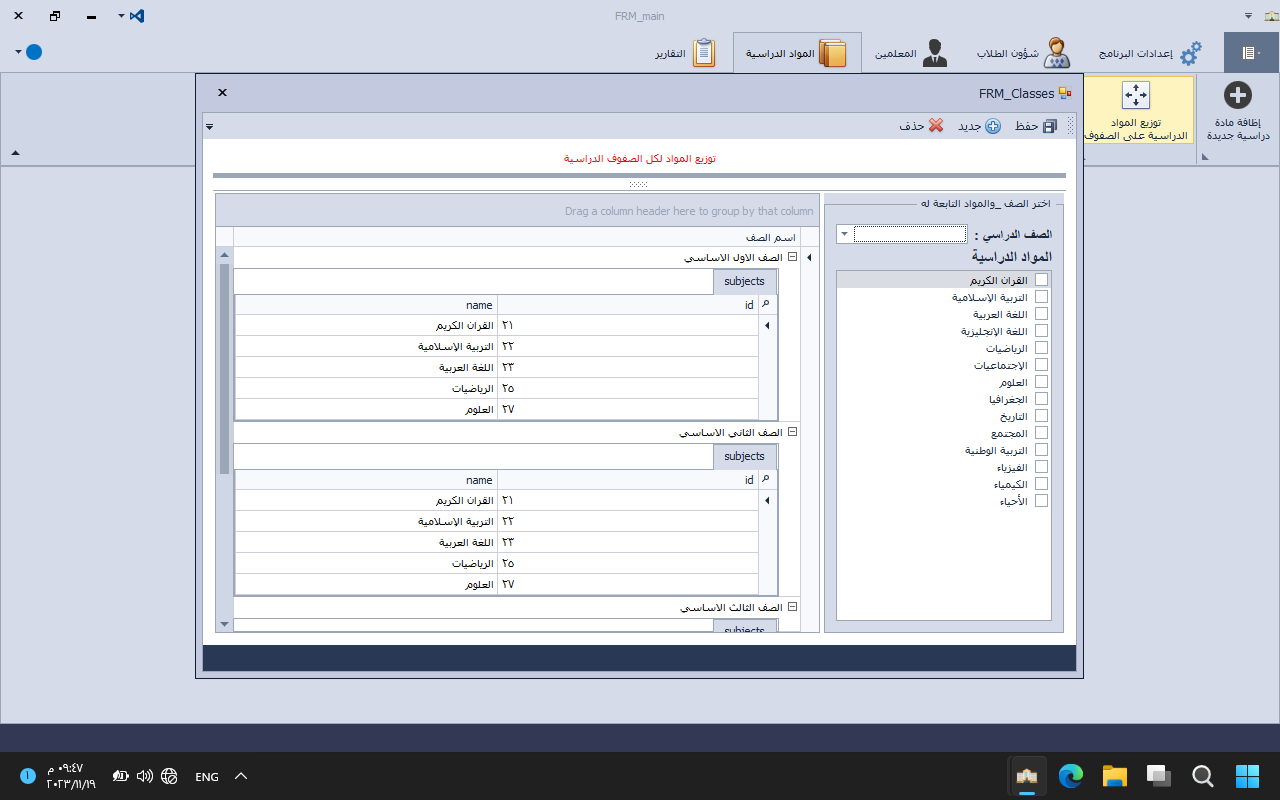 FRM_main
إعدادات البرنامج
شؤون الطلاب
المعلمين
المواد الدراسية
التقارير
إظافة مادة
دراسية جديدة
توزيع المواد
الدراسية على الصفوف
FRM_Classes
حفظ
جديد
حذف
توزيع المواد لكل الصفوف الدراسية
اختر الصف _والمواد التابعة له
الصف الدراسي :
المواد الدراسية
القران الكريم
التربية الإسلامية
اللغة العربية
اللغة الإنجليزية
الرياضيات
الإجتماعيات
العلوم
الجغرافيا
التاريخ
المجتمع
التربية الوطنية
الفيزياء
الكيمياء
الأحياء
Drag a column header here to group by that column
اسم الصف
الصف الاول الاساسي
subjects
id name
٢١ القران الكريم
٢٢ التربية الإسلامية
٢٣ اللغة العربية
٢٥ الرياضيات
٢٧ العلوم
الصف الثاني الاساسي
subjects
id name
٢١ القران الكريم
٢٢ التربية الإسلامية
٢٣ اللغة العربية
٢٥ الرياضيات
٢٧ العلوم
الصف الثالث الاساسي
subjects
ENG
٠٩:٤٧ م
٢٠٢٣/١١/١٩
١